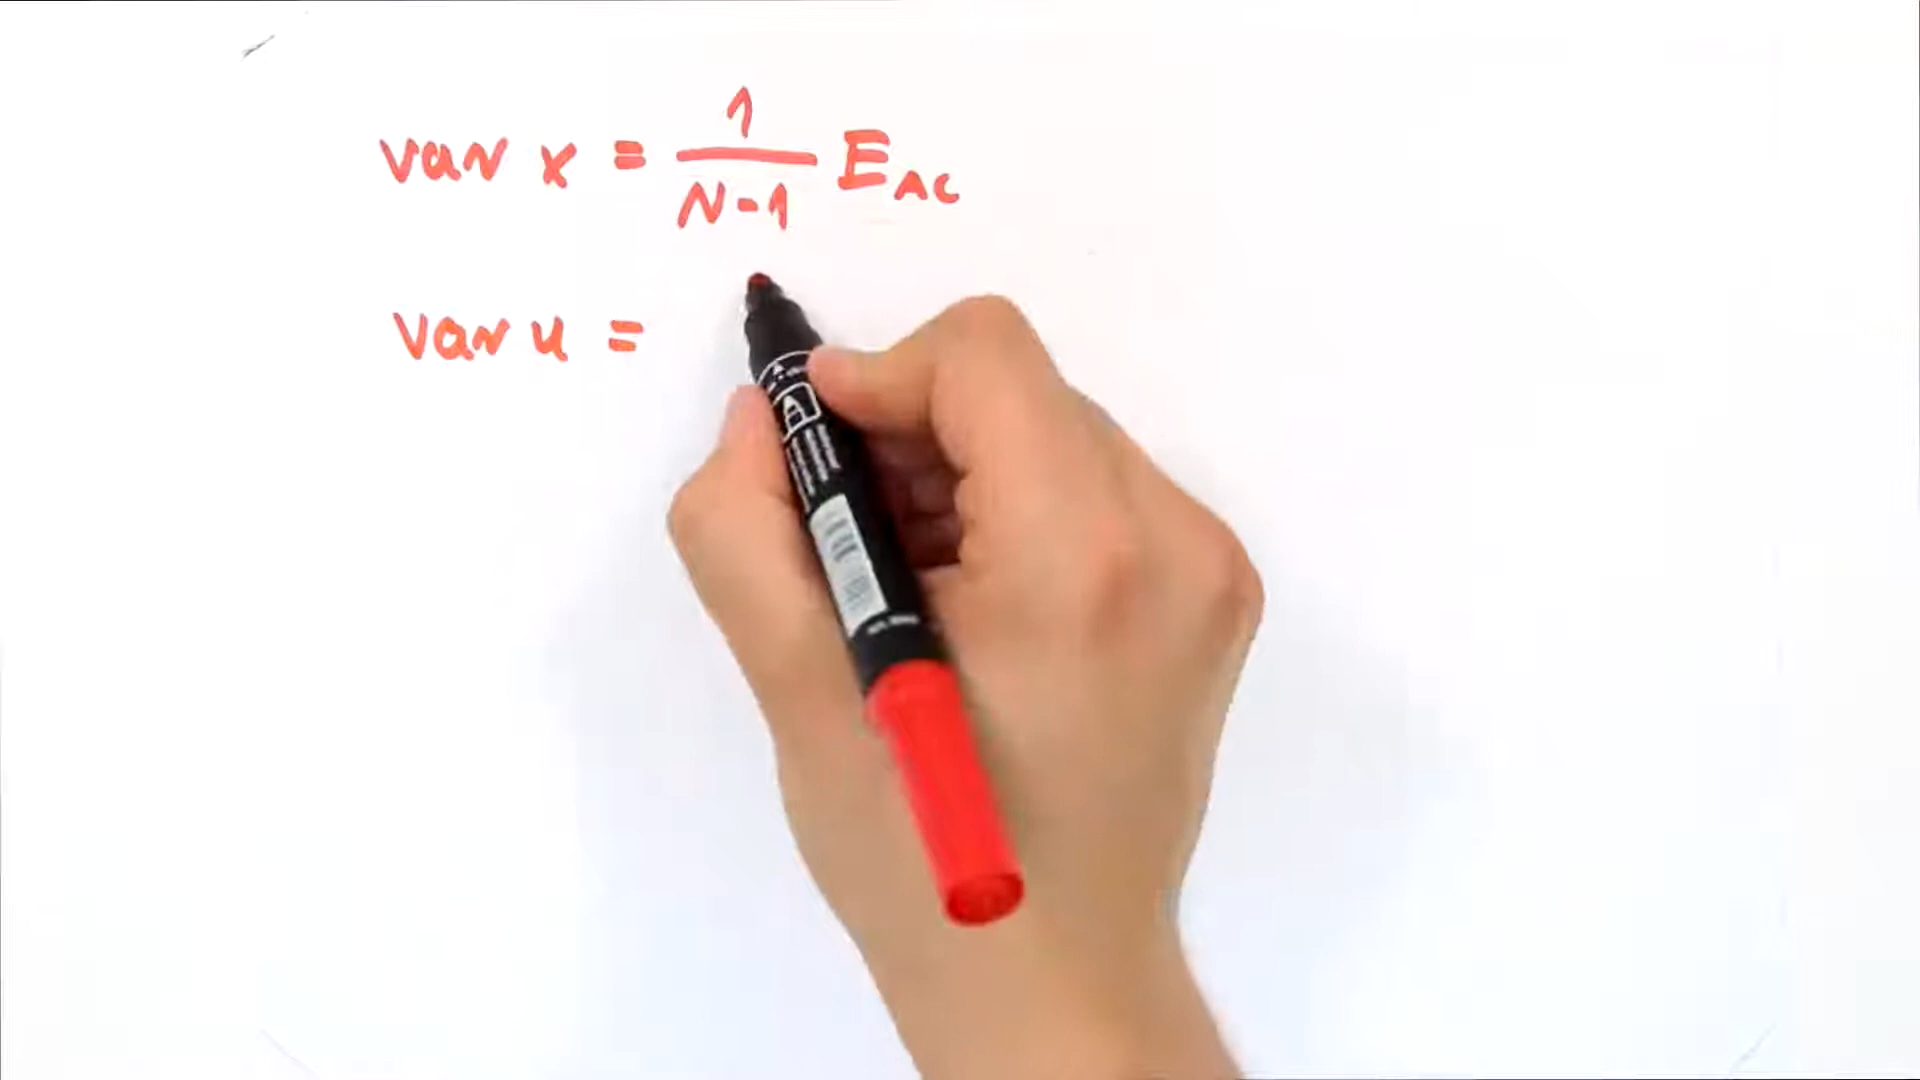 var x = 1/(N-1) E_AC
var u =